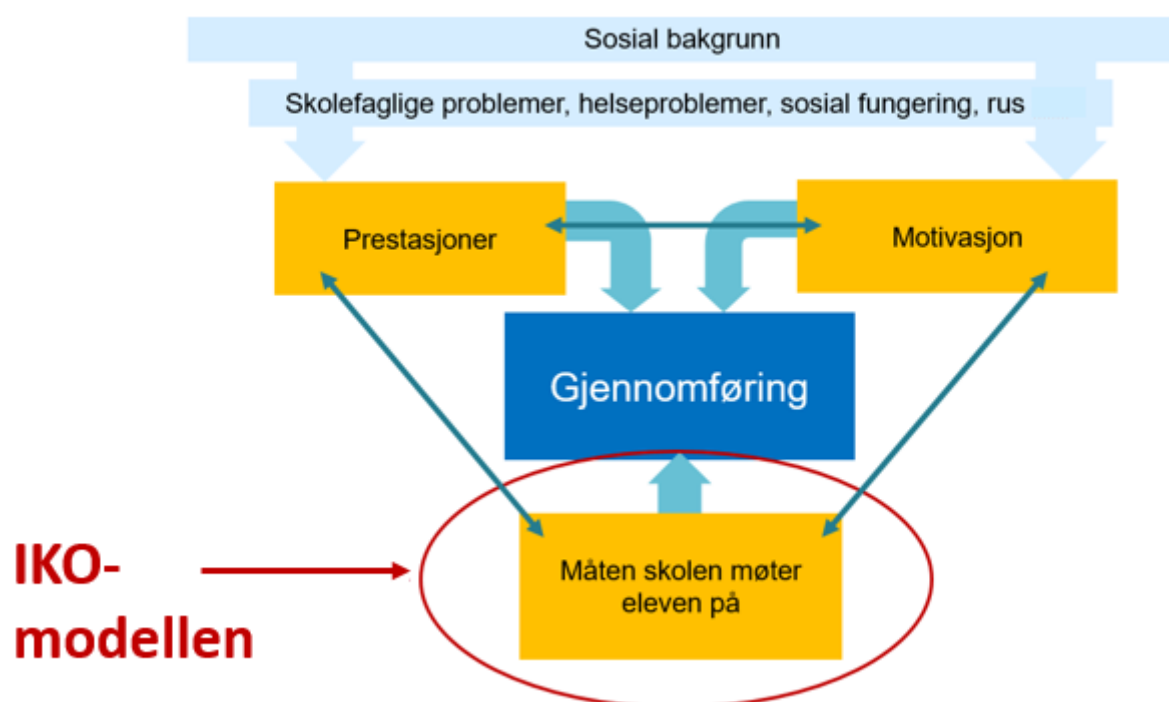 Sosial bakgrunn
Skolefaglige problemer, helseproblemer, sosial fungering, rus
Prestasjoner
Motivasjon
Gjennomføring
IKO-
modellen
Måten skolen møter
eleven på